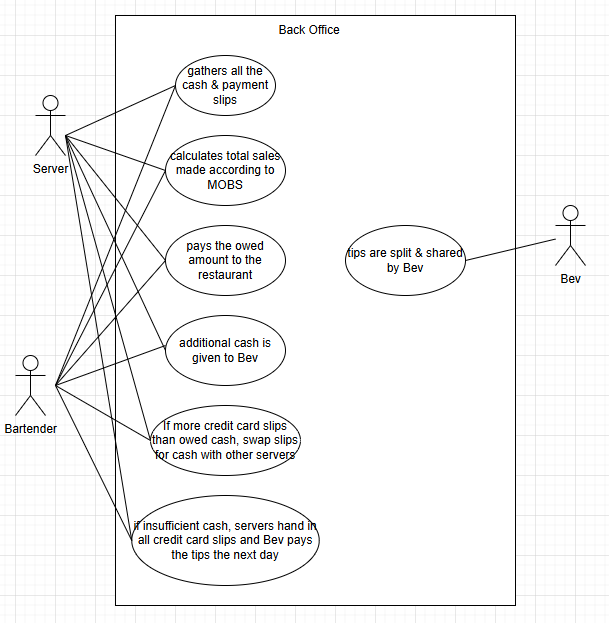 Back Office
gathers all the
cash & payment
slips
Server
calculates total sales
made according to
MOBS
pays the owed
amount to the
restaurant
tips are split & shared
by Bev
Bev
additional cash is
given to Bev
Bartender
If more credit card slips
than owed cash, swap slips
for cash with other servers
if insufficient cash, servers hand in
all credit card slips and Bev pays
the tips the next day